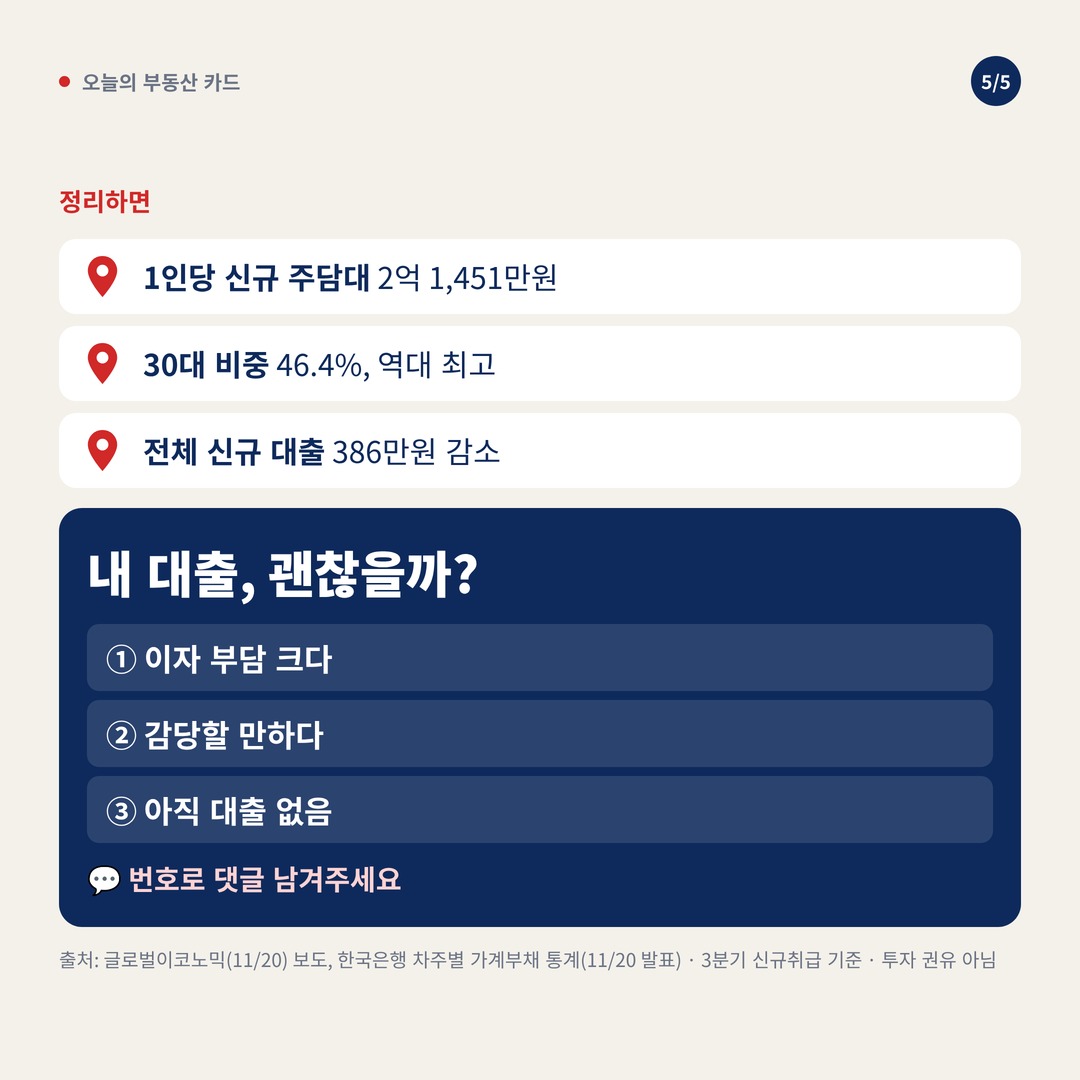 오늘의 부동산 카드
5/5
정리하면
1인당 신규 주담대 2억 1,451만원
30대 비중 46.4%, 역대 최고
전체 신규 대출 386만원 감소
내 대출, 괜찮을까?
① 이자 부담 크다
② 감당할 만하다
③ 아직 대출 없음
💬 번호로 댓글 남겨주세요
출처: 글로벌이코노믹(11/20) 보도, 한국은행 차주별 가계부채 통계(11/20 발표) · 3분기 신규취급 기준 · 투자 권유 아님